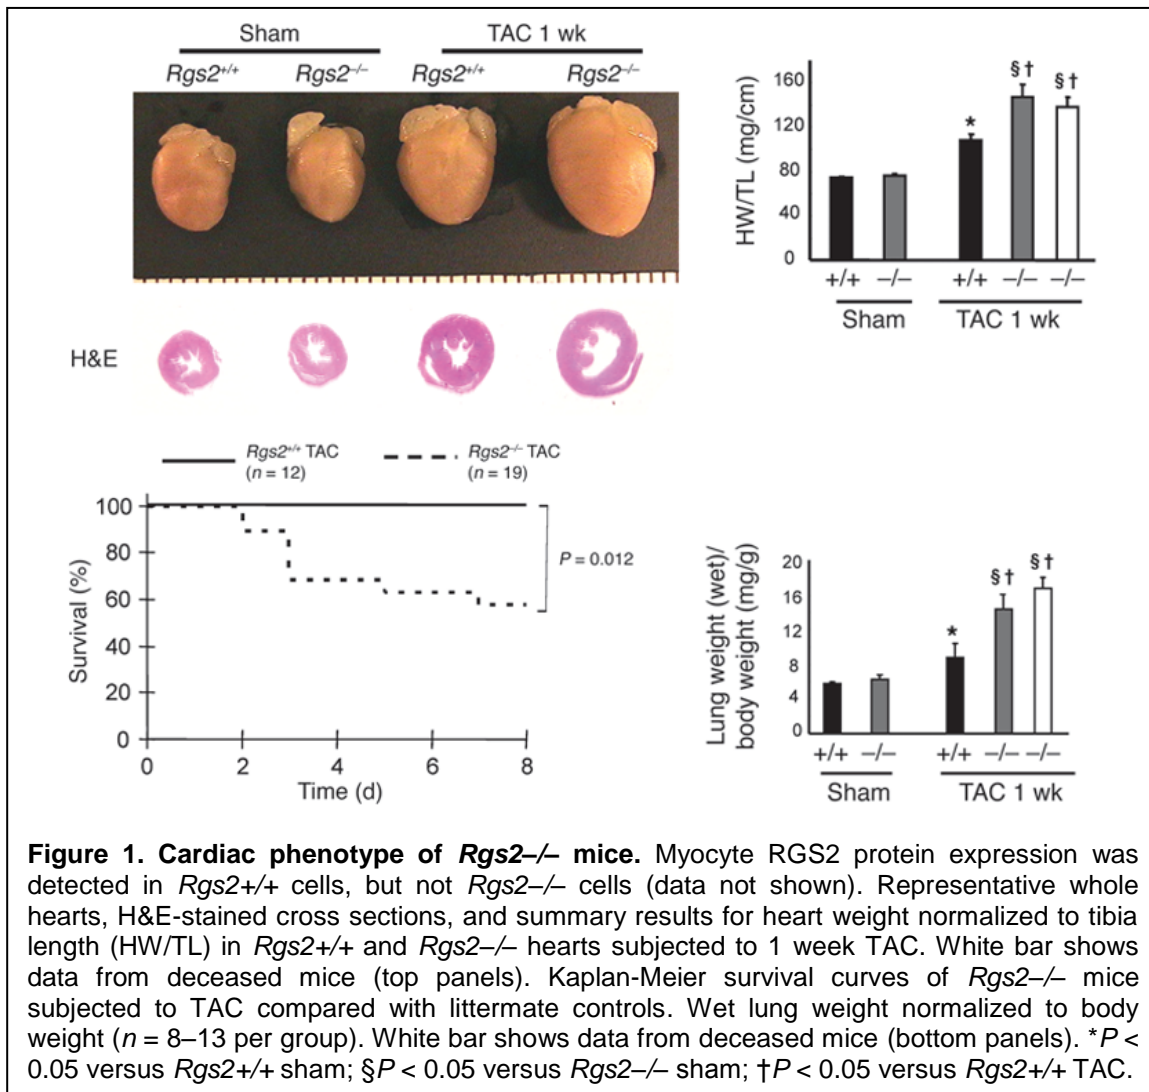 Sham
TAC 1 wk
Rgs2+/+
Rgs2–/–
Rgs2+/+
Rgs2–/–
H&E
HW/TL (mg/cm)
160
120
80
40
0
+/+
–/–
+/+
–/–
–/–
*
§ †
§ †
Sham
TAC 1 wk
Rgs2+/+ TAC
(n = 12)
Rgs2–/– TAC
(n = 19)
Survival (%)
100
80
60
40
20
0
0
2
4
6
8
Time (d)
P = 0.012
Lung weight (wet)/
body weight (mg/g)
20
16
12
8
4
0
*
§ †
§ †
+/+
–/–
+/+
–/–
–/–
Sham
TAC 1 wk
Figure 1. Cardiac phenotype of Rgs2–/– mice. Myocyte RGS2 protein expression was
detected in Rgs2+/+ cells, but not Rgs2–/– cells (data not shown). Representative whole
hearts, H&E-stained cross sections, and summary results for heart weight normalized to tibia
length (HW/TL) in Rgs2+/+ and Rgs2–/– hearts subjected to 1 week TAC. White bar shows
data from deceased mice (top panels). Kaplan-Meier survival curves of Rgs2–/– mice
subjected to TAC compared with littermate controls. Wet lung weight normalized to body
weight (n = 8–13 per group). White bar shows data from deceased mice (bottom panels). *P <
0.05 versus Rgs2+/+ sham; §P < 0.05 versus Rgs2–/– sham; †P < 0.05 versus Rgs2+/+ TAC.